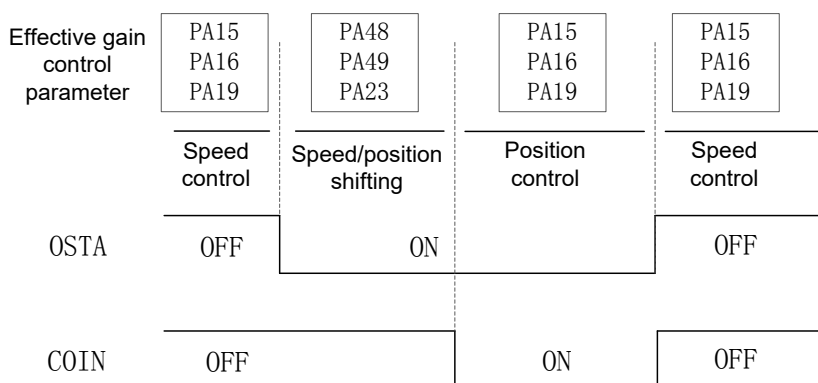 Effective gain
control
parameter
PA15
PA16
PA19
PA48
PA49
PA23
PA15
PA16
PA19
PA15
PA16
PA19
Speed
control
Speed/position
shifting
Position
control
Speed
control
OSTA
OFF
ON
OFF
COIN
OFF
ON
OFF